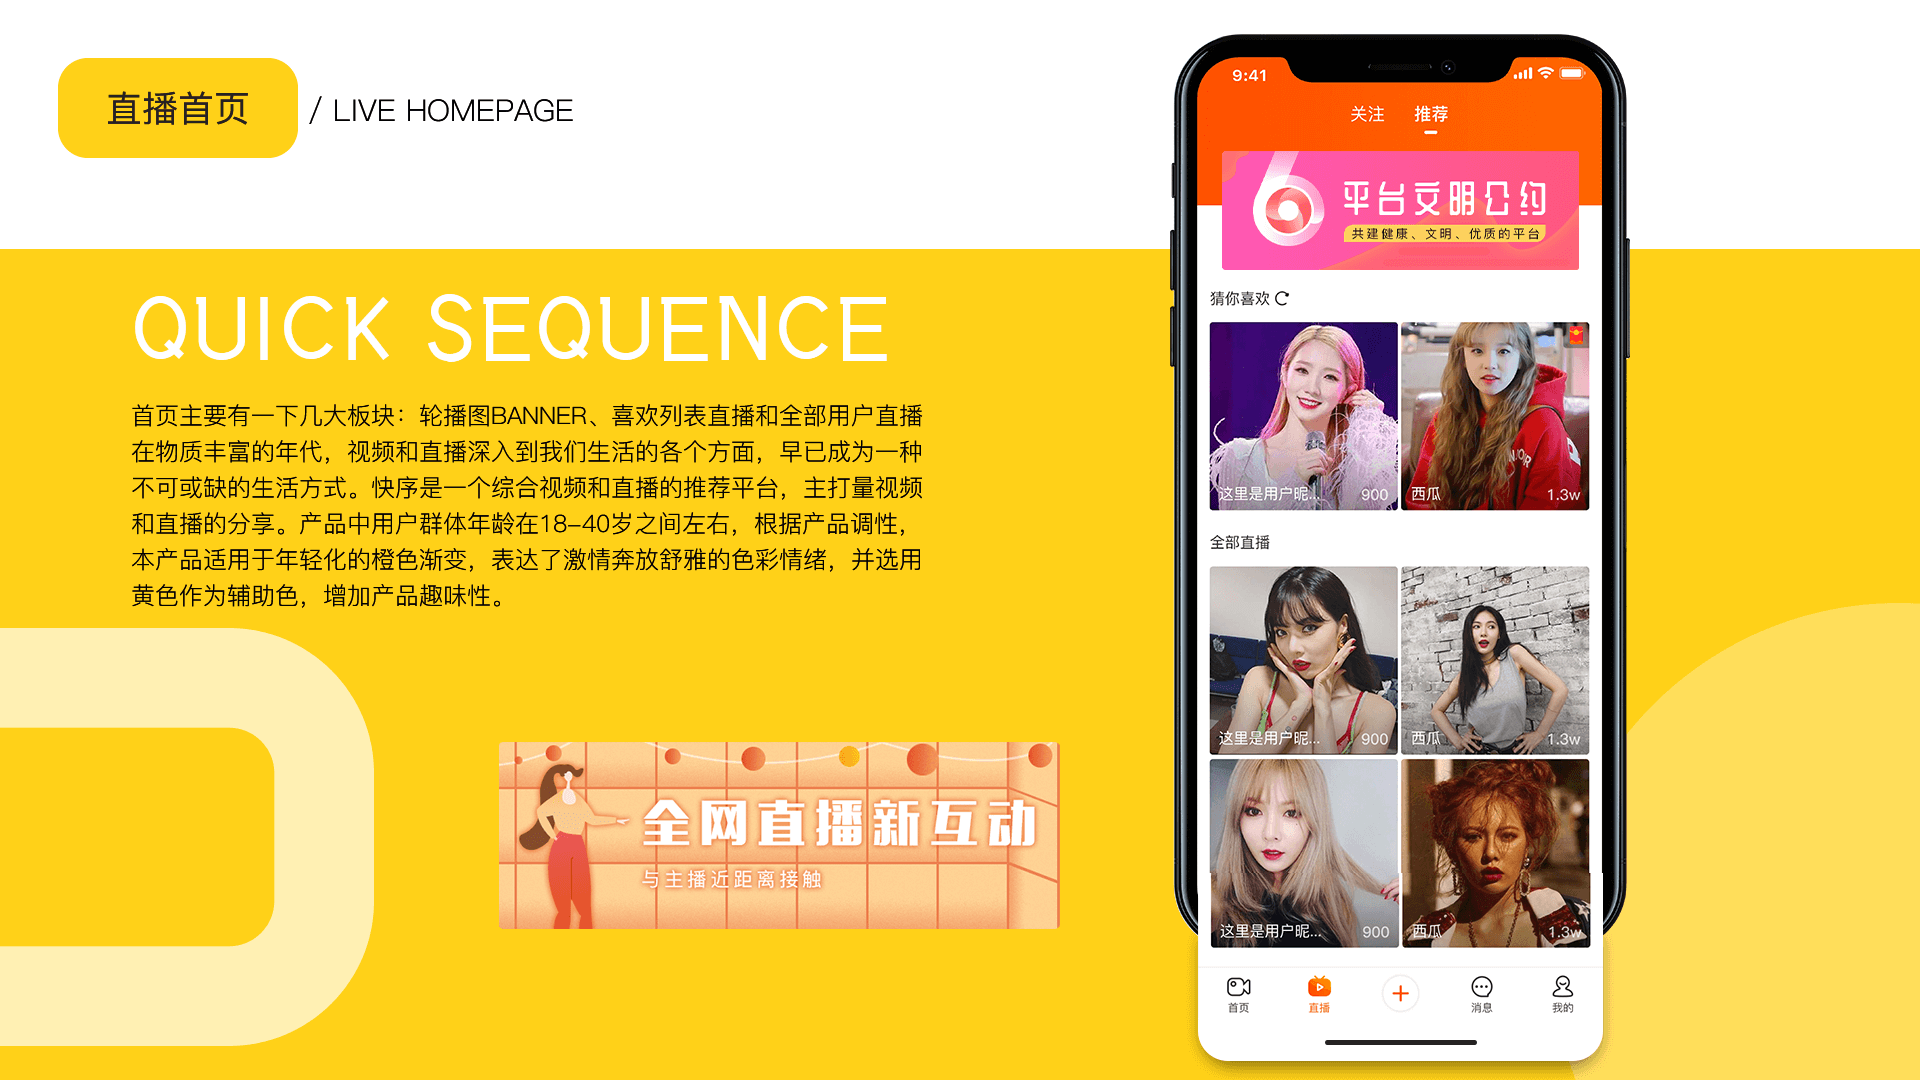 直播首页
/ LIVE HOMEPAGE
QUICK SEQUENCE
首页主要有一下几大板块：轮播图BANNER、喜欢列表直播和全部用户直播
在物质丰富的年代，视频和直播深入到我们生活的各个方面，早已成为一种
不可或缺的生活方式。快序是一个综合视频和直播的推荐平台，主打量视频
和直播的分享。产品中用户群体年龄在18-40岁之间左右，根据产品调性，
本产品适用于年轻化的橙色渐变，表达了激情奔放舒雅的色彩情绪，并选用
黄色作为辅助色，增加产品趣味性。
全网直播新互动
与主播近距离接触
9:41
关注 推荐
平台文明公约
共建健康、文明、优质的平台
猜你喜欢
这里是用户昵... 900 西瓜 1.3w
全部直播
这里是用户昵... 900 西瓜 1.3w
这里是用户昵... 900 西瓜 1.3w
首页 直播 消息 我的